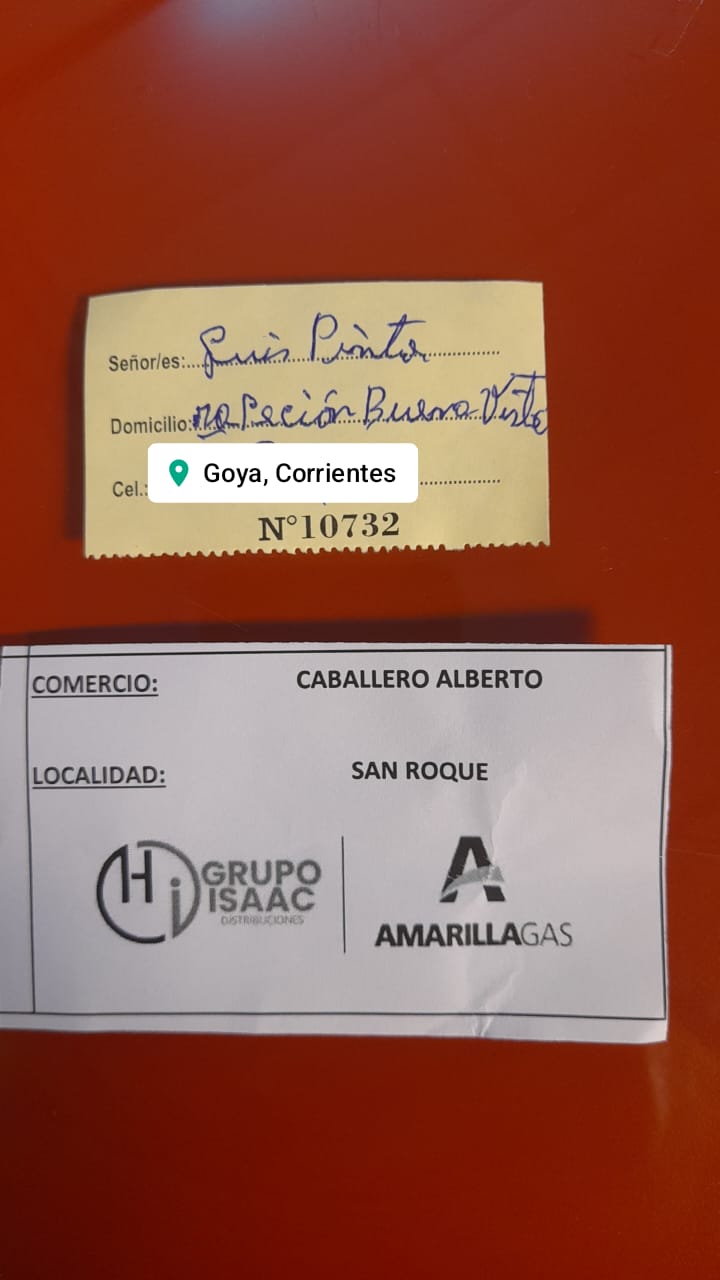 Señor/es: Luis Pinto
Domicilio: Sección Buena Vista
Cel.:
Goya, Corrientes
N°10732
COMERCIO: CABALLERO ALBERTO
LOCALIDAD: SAN ROQUE
Hi GRUPO
ISAAC
DISTRIBUCIONES
A
AMARILLAGAS